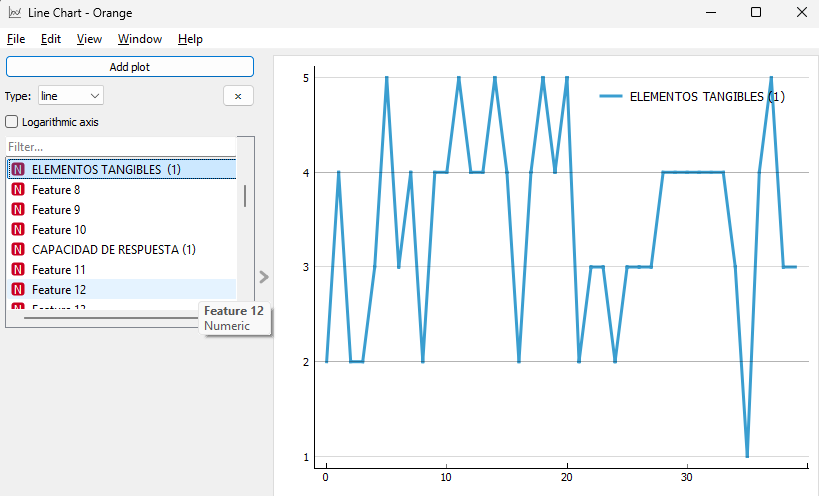 Line Chart - Orange
File Edit View Window Help
Add plot
Type: line ×
Logarithmic axis
Filter...
N ELEMENTOS TANGIBLES (1)
N Feature 8
N Feature 9
N Feature 10
N CAPACIDAD DE RESPUESTA (1)
N Feature 11
N Feature 12
Feature 12
Numeric
ELEMENTOS TANGIBLES (1)
5
4
3
2
1
0 10 20 30